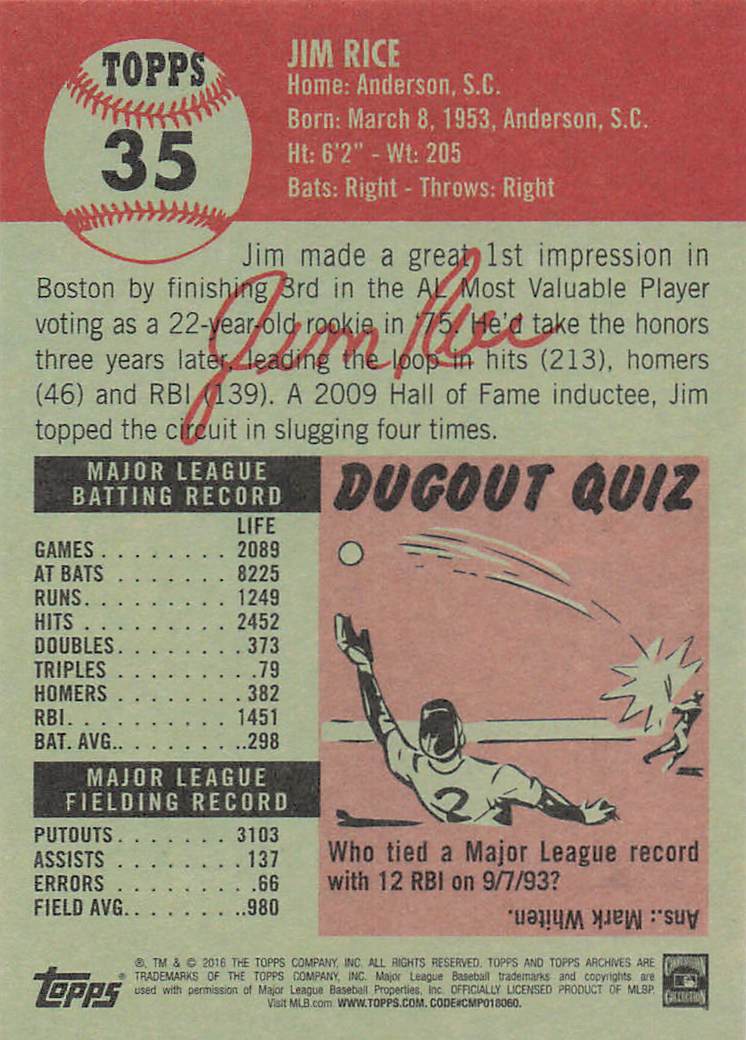 TOPPS
35
JIM RICE
Home: Anderson, S.C.
Born: March 8, 1953, Anderson, S.C.
Ht: 6'2" - Wt: 205
Bats: Right - Throws: Right
Jim made a great 1st impression in
Boston by finishing 3rd in the AL Most Valuable Player
voting as a 22-year-old rookie in '75. He'd take the honors
three years later, leading the loop in hits (213), homers
(46) and RBI (139). A 2009 Hall of Fame inductee, Jim
topped the circuit in slugging four times.
Jim Rice
MAJOR LEAGUE
BATTING RECORD
LIFE
GAMES . . . . . . . . 2089
AT BATS . . . . . . . 8225
RUNS. . . . . . . . . 1249
HITS . . . . . . . . . 2452
DOUBLES. . . . . . . . 373
TRIPLES . . . . . . . . .79
HOMERS . . . . . . . . 382
RBI. . . . . . . . . . 1451
BAT. AVG.. . . . . . . ..298
MAJOR LEAGUE
FIELDING RECORD
PUTOUTS. . . . . . . 3103
ASSISTS . . . . . . . . 137
ERRORS . . . . . . . . .66
FIELD AVG.. . . . . . ..980
DUGOUT QUIZ
2
Who tied a Major League record
with 12 RBI on 9/7/93?
Ans.: Mark Whiten.
Topps
®, TM & © 2016 THE TOPPS COMPANY, INC. ALL RIGHTS RESERVED. TOPPS AND TOPPS ARCHIVES ARE
TRADEMARKS OF THE TOPPS COMPANY, INC. Major League Baseball trademarks and copyrights are
used with permission of Major League Baseball Properties, Inc. OFFICIALLY LICENSED PRODUCT OF MLBP.
Visit MLB.com. WWW.TOPPS.COM. CODE#CMP018060.
COOPERSTOWN
COLLECTION